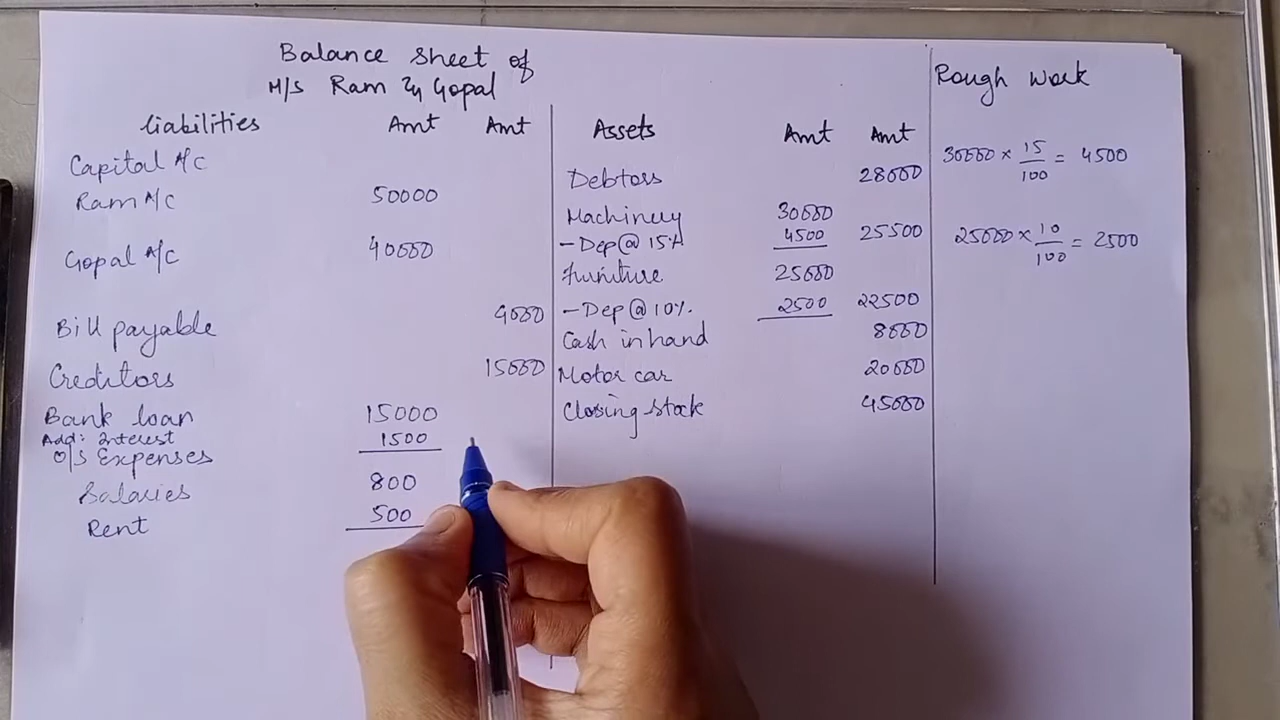 Balance Sheet of
M/S Ram & Gopal
Liabilities Amt Amt
Capital A/C
Ram A/C 50000
Gopal A/C 40000
Bill payable 9000
Creditors 15000
Bank loan 15000
Add: Interest 1500
O/S Expenses
Salaries 800
Rent 500
Assets Amt Amt
Debtors 28000
Machinery 30000
- Dep @ 15% 4500 25500
Furniture 25000
- Dep @ 10%. 2500 22500
Cash in hand 8000
Motor car 20000
Closing Stock 45000
Rough Work
30000 × 15/100 = 4500
25000 × 10/100 = 2500